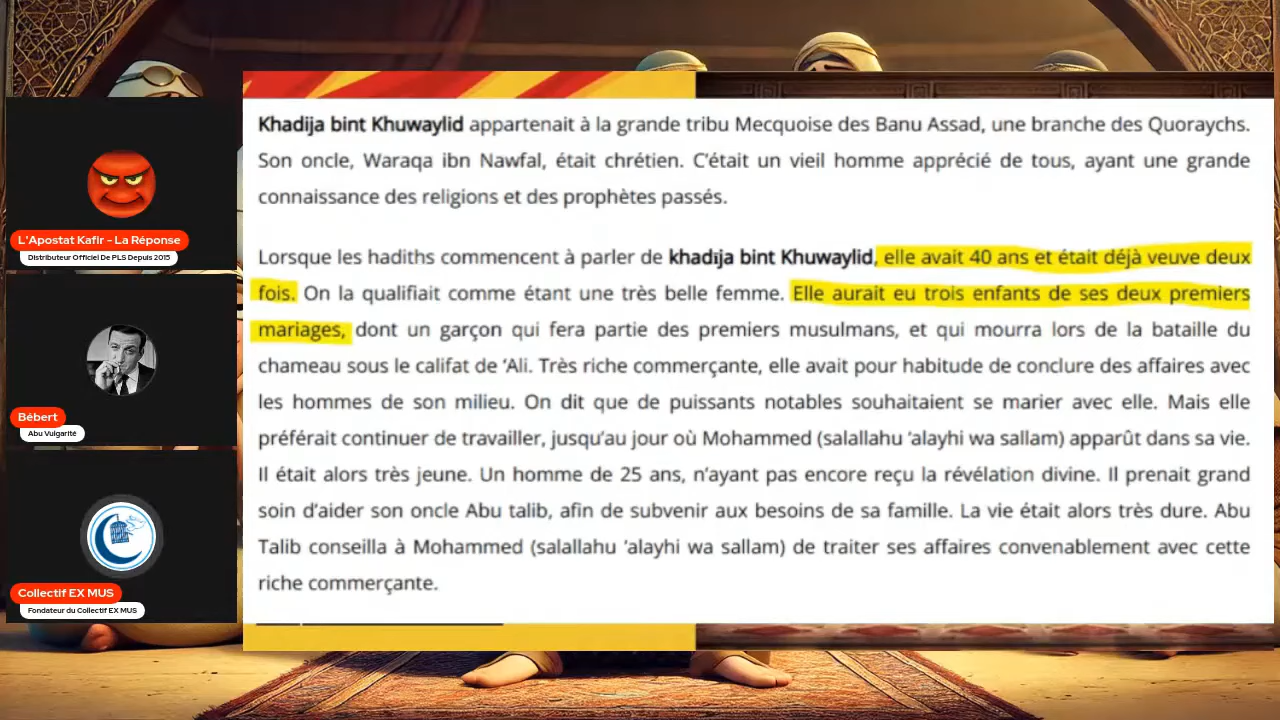 L'Apostat Kafir - La Réponse
Distributeur Officiel De PLS Depuis 2015
Bébert
Abu Vulgarité
Collectif EX MUS
Fondateur du Collectif EX MUS
Khadija bint Khuwaylid appartenait à la grande tribu Mecquoise des Banu Assad, une branche des Quoraychs.
Son oncle, Waraqa ibn Nawfal, était chrétien. C'était un vieil homme apprécié de tous, ayant une grande
connaissance des religions et des prophètes passés.
Lorsque les hadiths commencent à parler de khadija bint Khuwaylid, elle avait 40 ans et était déjà veuve deux
fois. On la qualifiait comme étant une très belle femme. Elle aurait eu trois enfants de ses deux premiers
mariages, dont un garçon qui fera partie des premiers musulmans, et qui mourra lors de la bataille du
chameau sous le califat de 'Ali. Très riche commerçante, elle avait pour habitude de conclure des affaires avec
les hommes de son milieu. On dit que de puissants notables souhaitaient se marier avec elle. Mais elle
préférait continuer de travailler, jusqu'au jour où Mohammed (salallahu 'alayhi wa sallam) apparût dans sa vie.
Il était alors très jeune. Un homme de 25 ans, n'ayant pas encore reçu la révélation divine. Il prenait grand
soin d'aider son oncle Abu talib, afin de subvenir aux besoins de sa famille. La vie était alors très dure. Abu
Talib conseilla à Mohammed (salallahu 'alayhi wa sallam) de traiter ses affaires convenablement avec cette
riche commerçante.